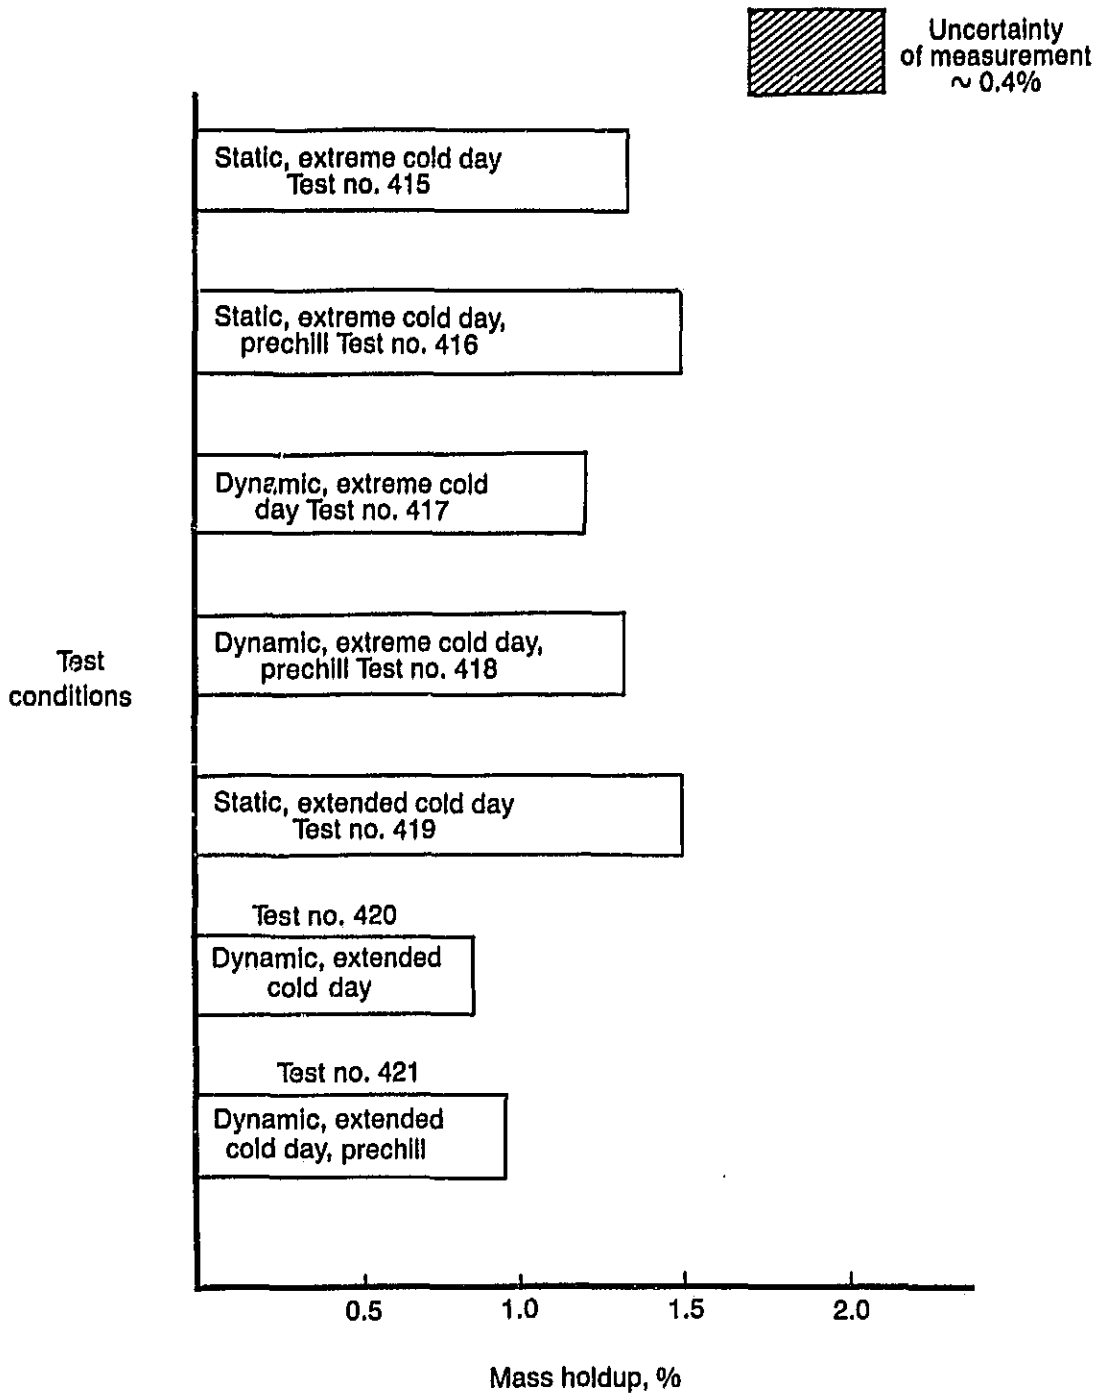 Uncertainty
of measurement
~ 0.4%
Static, extreme cold day
Test no. 415
Static, extreme cold day,
prechill Test no. 416
Dynamic, extreme cold
day Test no. 417
Dynamic, extreme cold day,
prechill Test no. 418
Test
conditions
Static, extended cold day
Test no. 419
Test no. 420
Dynamic, extended
cold day
Test no. 421
Dynamic, extended
cold day, prechill
0.5 1.0 1.5 2.0
Mass holdup, %